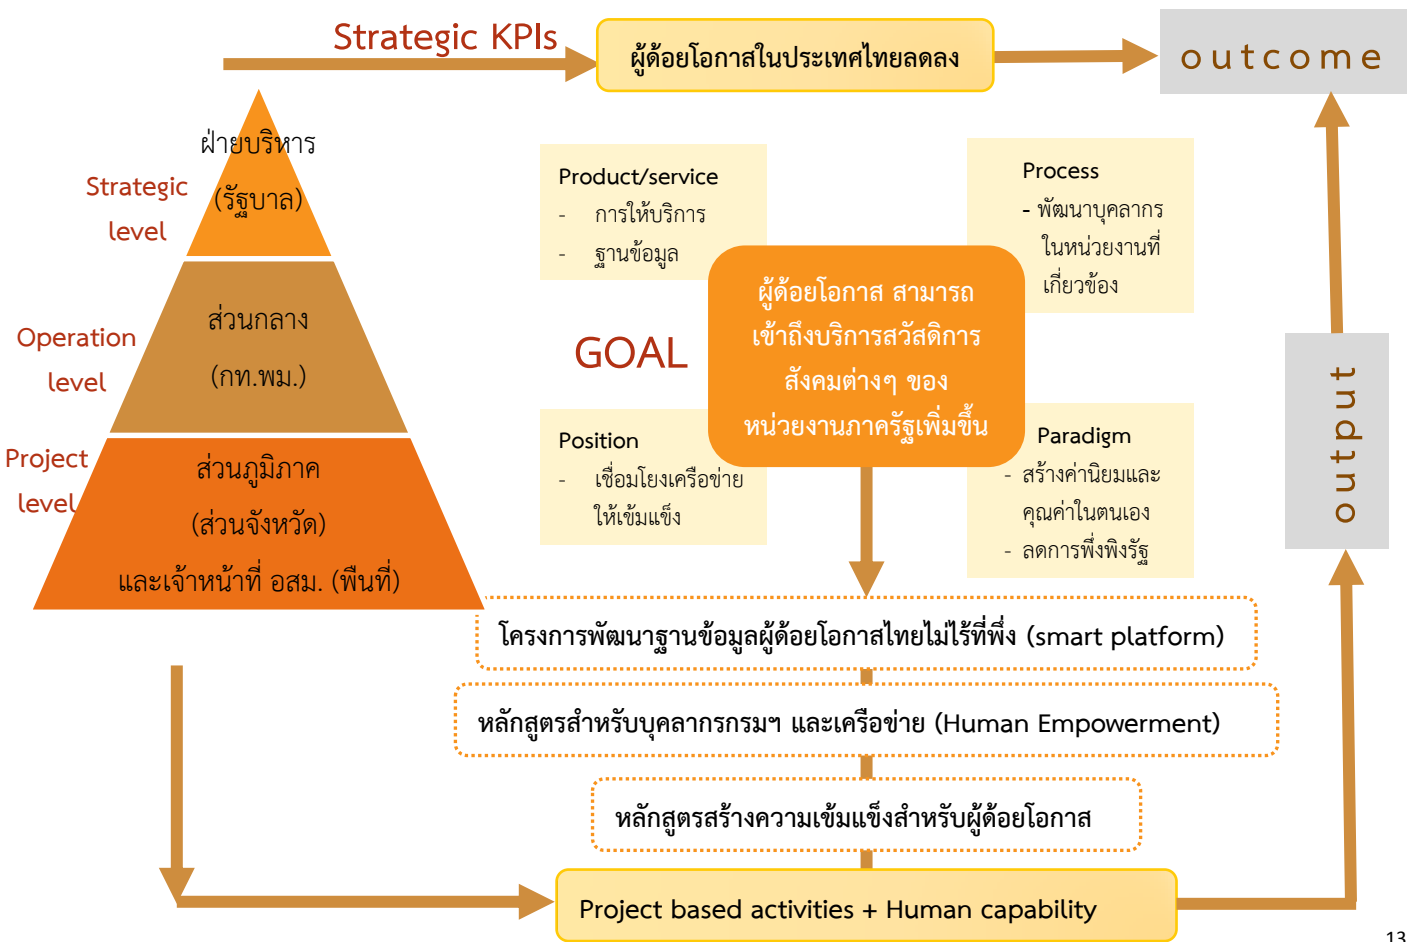 Strategic KPIs
ผู้ด้อยโอกาสในประเทศไทยลดลง
outcome
ฝ่ายบริหาร
(รัฐบาล)
Strategic
level
ส่วนกลาง
(กท.พม.)
Operation
level
ส่วนภูมิภาค
(ส่วนจังหวัด)
และเจ้าหน้าที่ อสม. (พืนที่)
Project
level
Product/service
- การให้บริการ
- ฐานข้อมูล
Process
- พัฒนาบุคลากร
ในหน่วยงานที่
เกี่ยวข้อง
GOAL
ผู้ด้อยโอกาส สามารถ
เข้าถึงบริการสวัสดิการ
สังคมต่างๆ ของ
หน่วยงานภาครัฐเพิ่มขึ้น
Position
- เชื่อมโยงเครือข่าย
ให้เข้มแข็ง
Paradigm
- สร้างค่านิยมและ
คุณค่าในตนเอง
- ลดการพึ่งพิงรัฐ
output
โครงการพัฒนาฐานข้อมูลผู้ด้อยโอกาสไทยไม่ไร้ที่พึ่ง (smart platform)
หลักสูตรสำหรับบุคลากรกรมฯ และเครือข่าย (Human Empowerment)
หลักสูตรสร้างความเข้มแข็งสำหรับผู้ด้อยโอกาส
Project based activities + Human capability
13